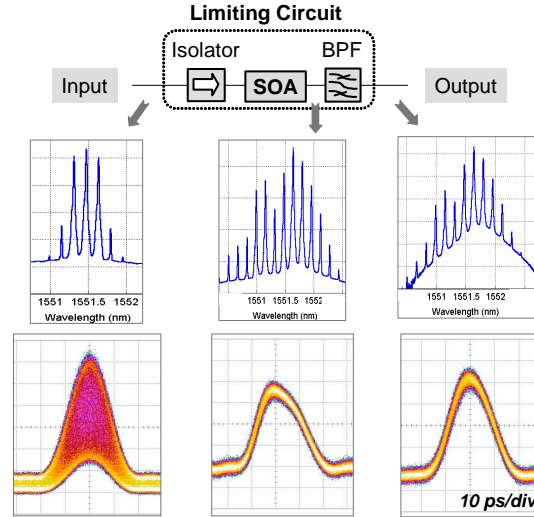 Limiting Circuit
Isolator
BPF
Input
SOA
Output
1551 1551.5 1552
Wavelength (nm)
1551 1551.5 1552
Wavelength (nm)
1551 1551.5 1552
Wavelength (nm)
10 ps/div